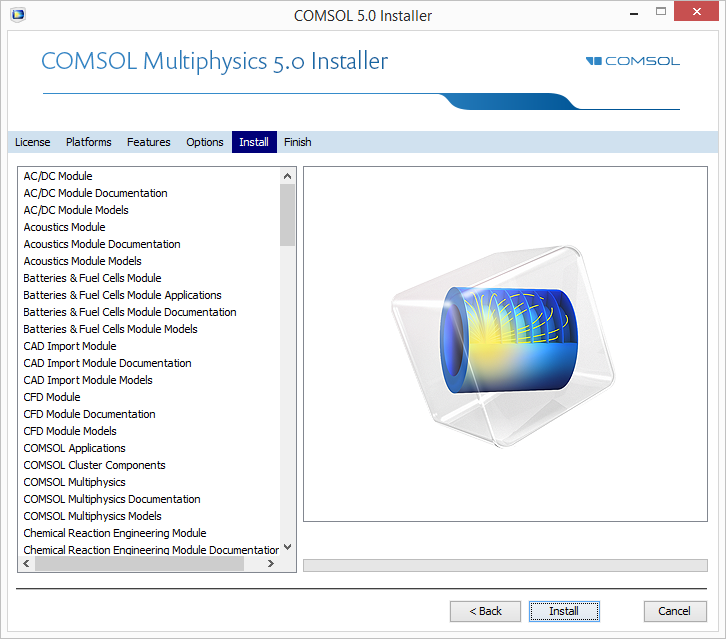 COMSOL 5.0 Installer
COMSOL Multiphysics 5.0 Installer
COMSOL
License Platforms Features Options Install Finish
AC/DC Module
AC/DC Module Documentation
AC/DC Module Models
Acoustics Module
Acoustics Module Documentation
Acoustics Module Models
Batteries & Fuel Cells Module
Batteries & Fuel Cells Module Applications
Batteries & Fuel Cells Module Documentation
Batteries & Fuel Cells Module Models
CAD Import Module
CAD Import Module Documentation
CAD Import Module Models
CFD Module
CFD Module Documentation
CFD Module Models
COMSOL Applications
COMSOL Cluster Components
COMSOL Multiphysics
COMSOL Multiphysics Documentation
COMSOL Multiphysics Models
Chemical Reaction Engineering Module
Chemical Reaction Engineering Module Documentation
< Back Install Cancel